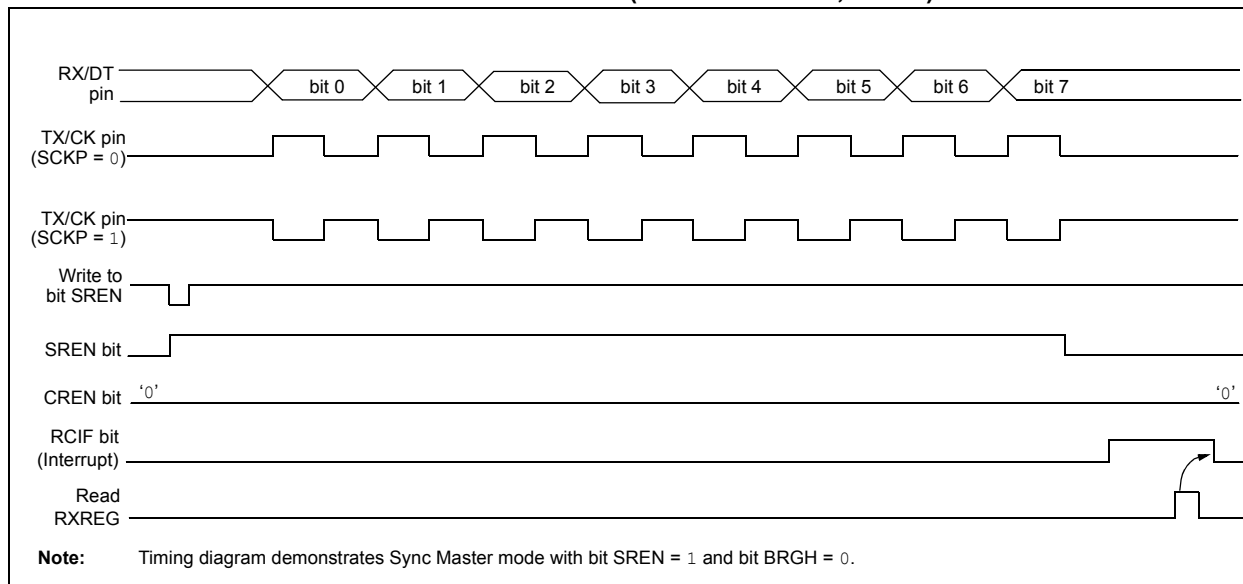 RX/DT
pin
bit 0 bit 1 bit 2 bit 3 bit 4 bit 5 bit 6 bit 7
TX/CK pin
(SCKP = 0)
TX/CK pin
(SCKP = 1)
Write to
bit SREN
SREN bit
CREN bit ‘0’ ‘0’
RCIF bit
(Interrupt)
Read
RXREG
Note: Timing diagram demonstrates Sync Master mode with bit SREN = 1 and bit BRGH = 0.